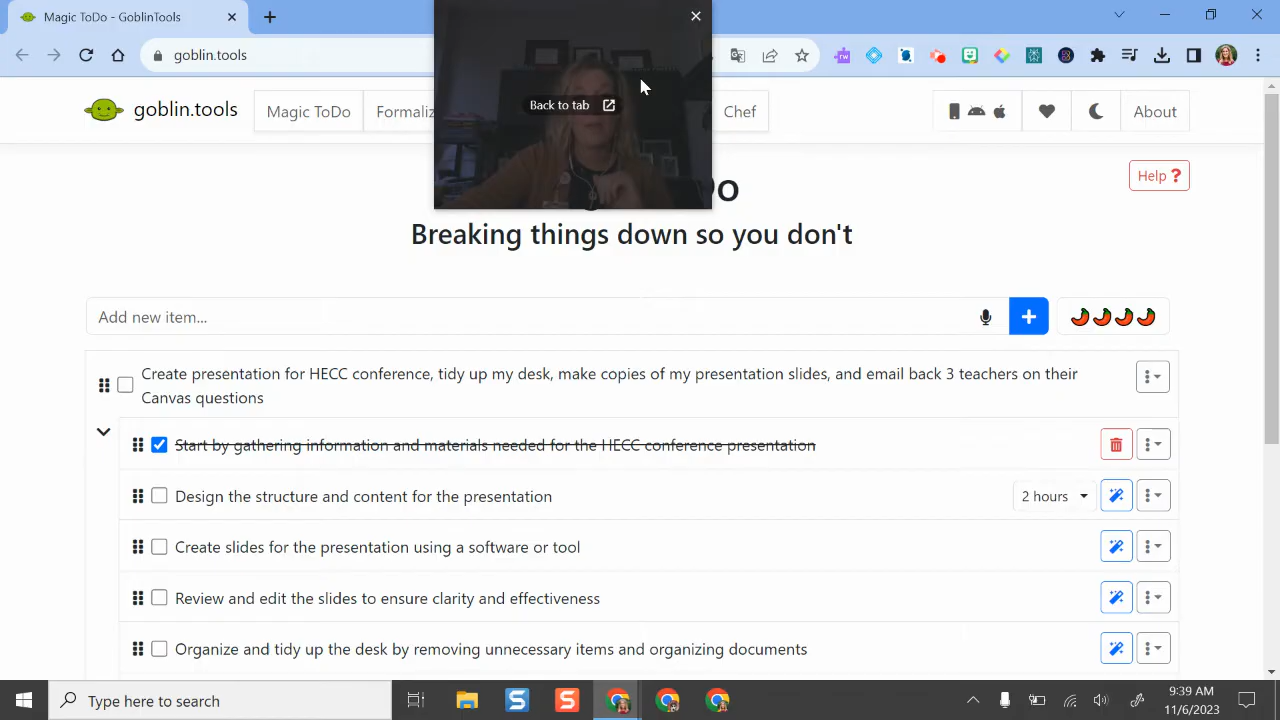 Magic ToDo - GoblinTools
goblin.tools
Back to tab
goblin.tools
Magic ToDo
Formaliz
Chef
About
Do
Help ?
Breaking things down so you don't
Add new item...
Create presentation for HECC conference, tidy up my desk, make copies of my presentation slides, and email back 3 teachers on their
Canvas questions
Start by gathering information and materials needed for the HECC conference presentation
Design the structure and content for the presentation
2 hours
Create slides for the presentation using a software or tool
Review and edit the slides to ensure clarity and effectiveness
Organize and tidy up the desk by removing unnecessary items and organizing documents
Type here to search
9:39 AM
11/6/2023